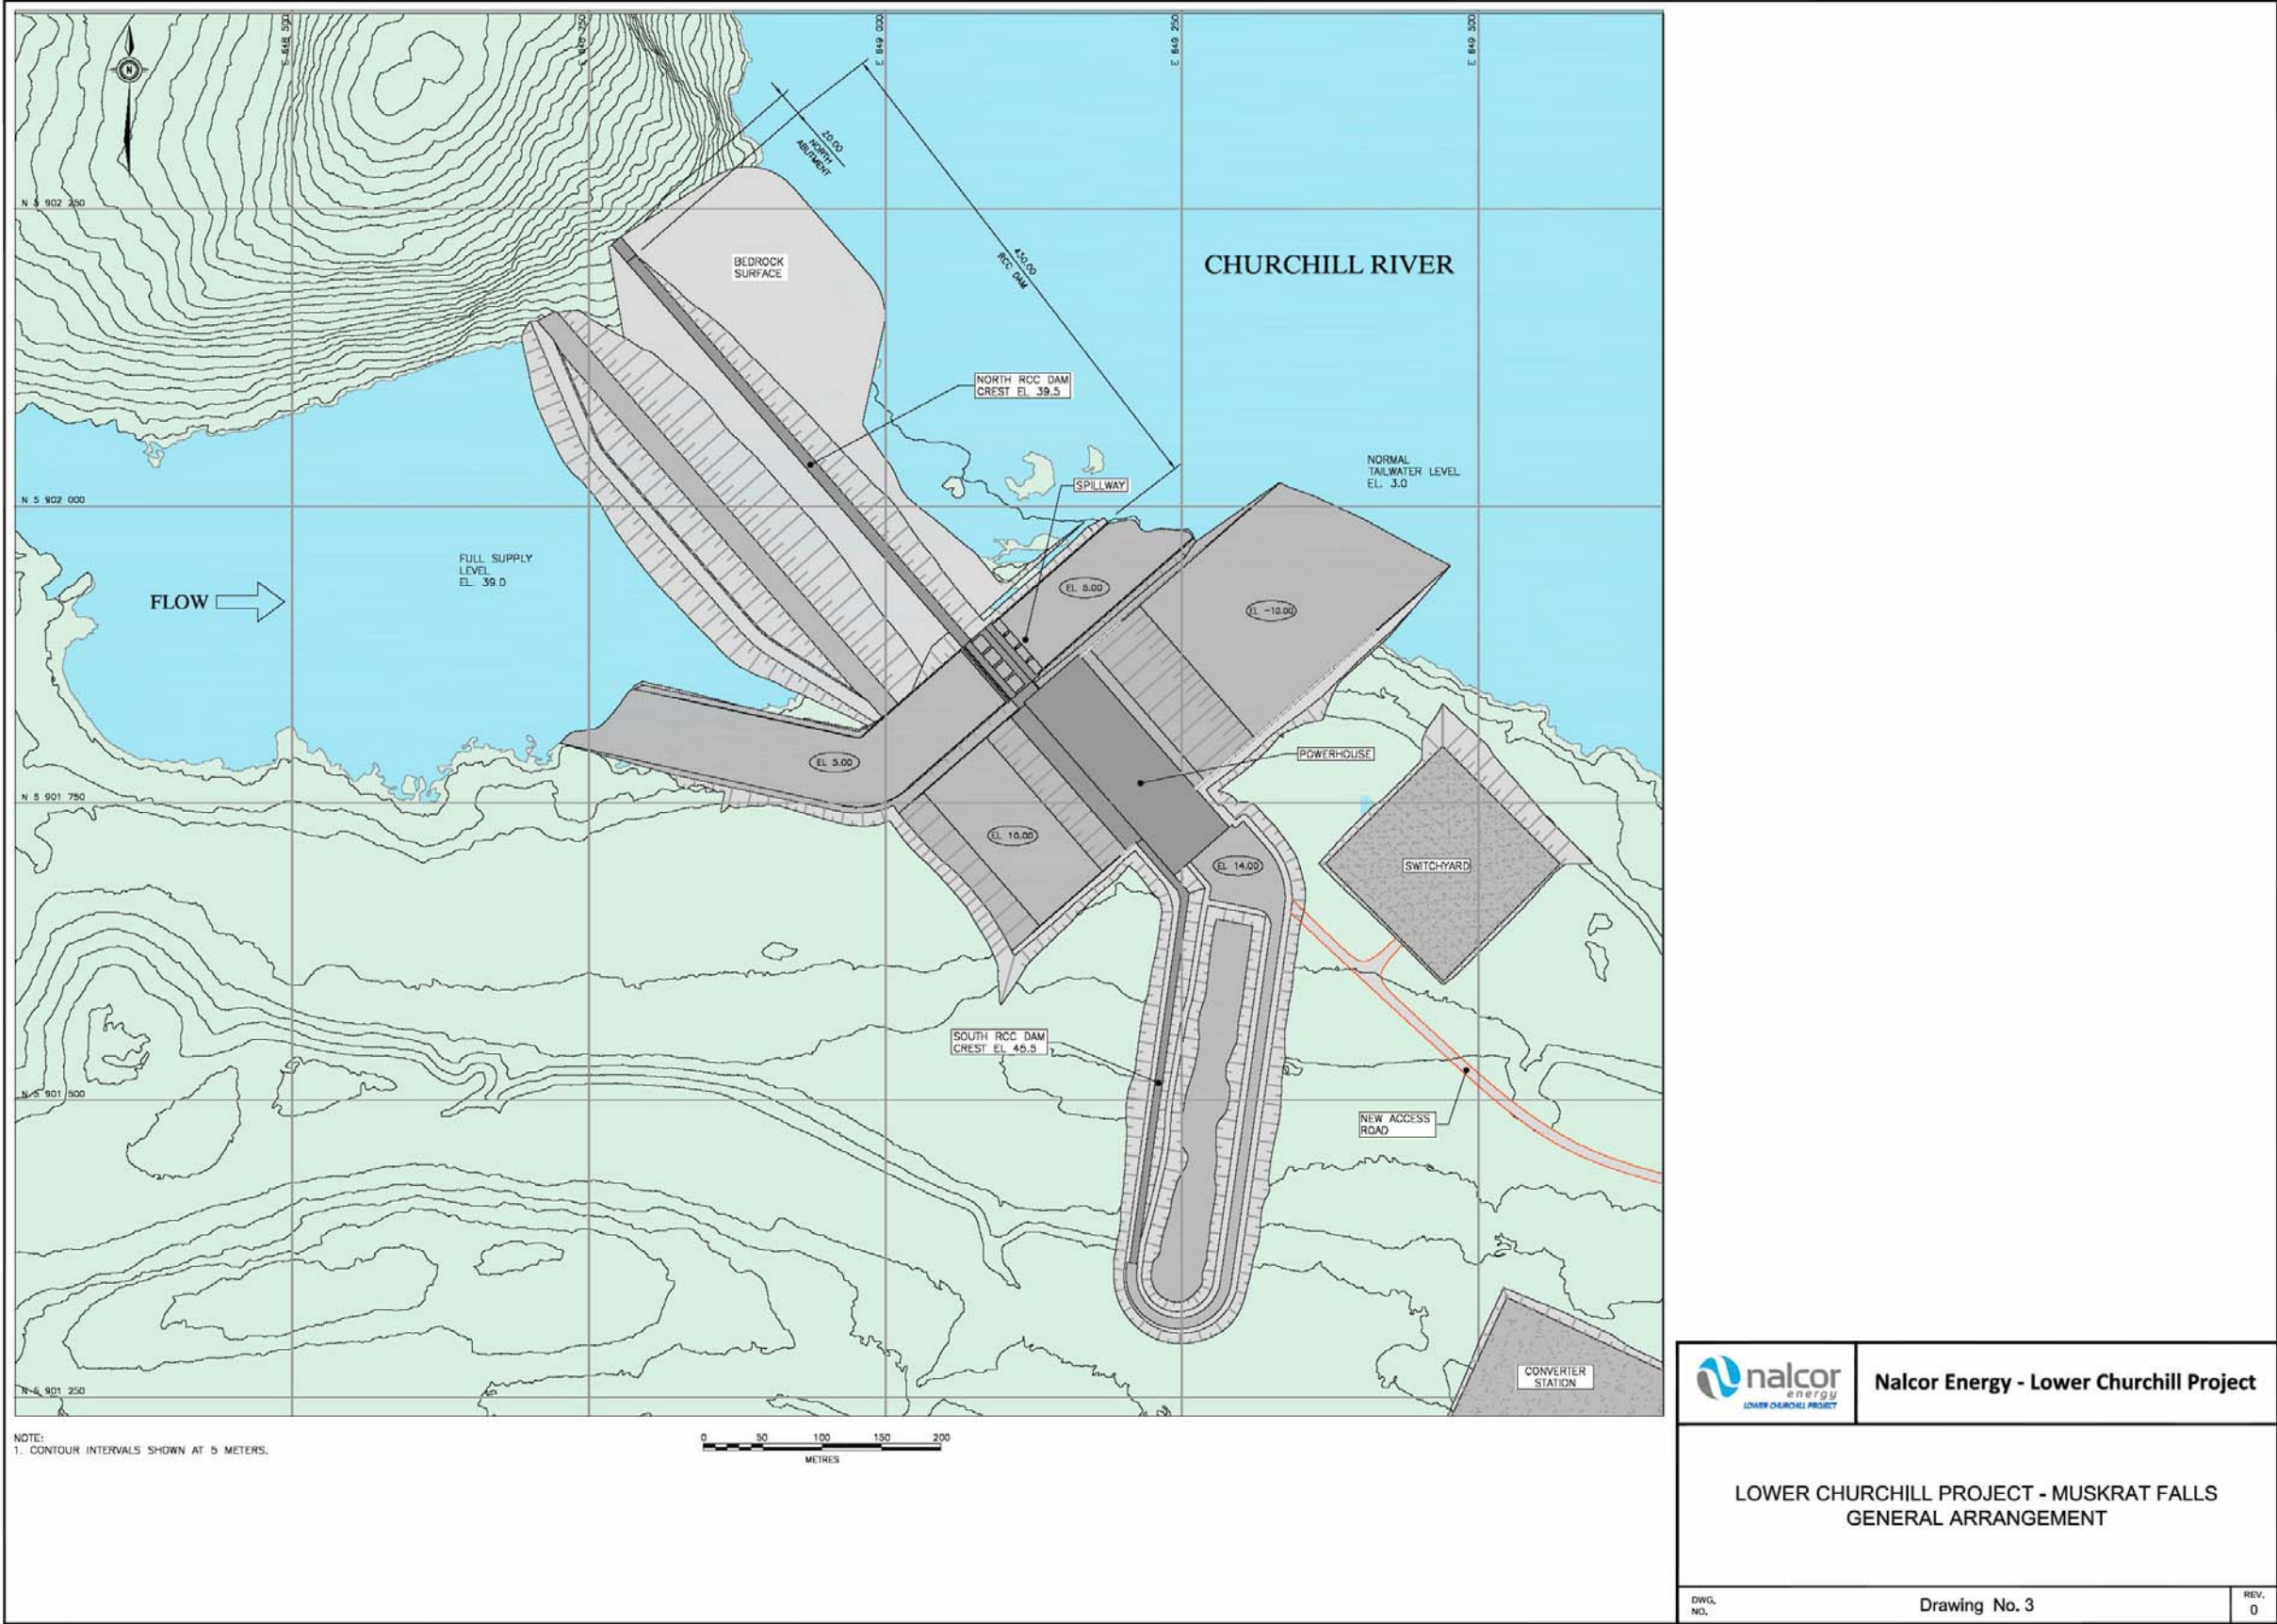 E 648 500
E 648 750
E 649 000
E 649 250
E 649 500
N
20.00
NORTH
ABUTMENT
N 5 902 250
BEDROCK
SURFACE
450.00
RCC DAM
CHURCHILL RIVER
NORTH RCC DAM
CREST EL 39.5
NORMAL
TAILWATER LEVEL
EL. 3.0
SPILLWAY
N 5 902 000
FULL SUPPLY
LEVEL
EL. 39.0
FLOW
EL 5.00
EL -10.00
POWERHOUSE
EL 5.00
N 5 901 750
EL 10.00
EL 14.00
SWITCHYARD
SOUTH RCC DAM
CREST EL 45.5
N 5 901 500
NEW ACCESS
ROAD
CONVERTER
STATION
N 5 901 250
NOTE:
1. CONTOUR INTERVALS SHOWN AT 5 METERS.
0 50 100 150 200
METRES
nalcor
energy
LOWER CHURCHILL PROJECT
Nalcor Energy - Lower Churchill Project
LOWER CHURCHILL PROJECT - MUSKRAT FALLS
GENERAL ARRANGEMENT
DWG.
NO.
Drawing No. 3
REV.
0